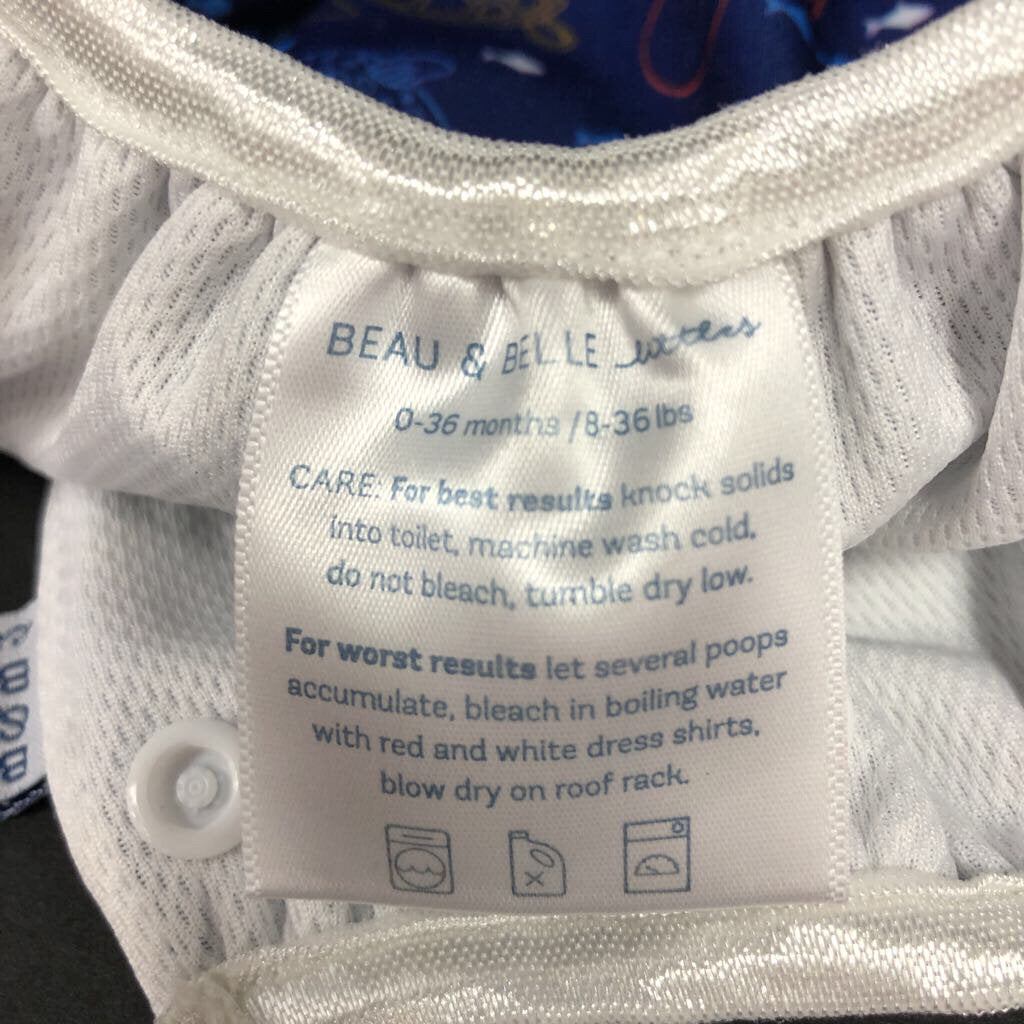 BEAU & BELLE Littles
0-36 months / 8-36 lbs
CARE: For best results knock solids
into toilet, machine wash cold,
do not bleach, tumble dry low.
For worst results let several poops
accumulate, bleach in boiling water
with red and white dress shirts,
blow dry on roof rack.